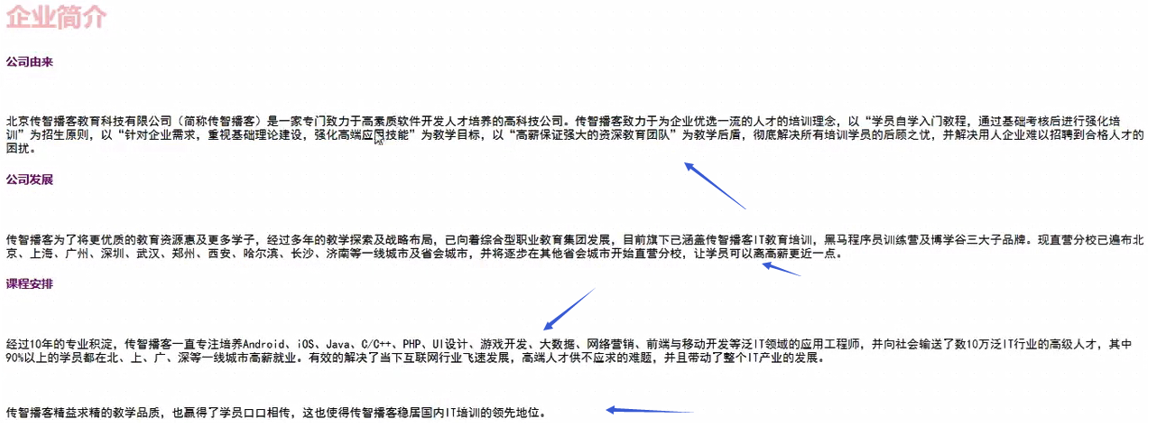 企业简介
公司由来
北京传智播客教育科技有限公司（简称传智播客）是一家专门致力于高素质软件开发人才培养的高科技公司。传智播客致力于为企业优选一流的人才的培训理念，以“学员自学入门教程，通过基础考核后进行强化培
训”为招生原则，以“针对企业需求，重视基础理论建设，强化高端应用技能”为教学目标，以“高薪保证强大的资深教育团队”为教学后盾，彻底解决所有培训学员的后顾之忧，并解决用人企业难以招聘到合格人才的
困扰。
公司发展
传智播客为了将更优质的教育资源惠及更多学子，经过多年的教学探索及战略布局，已向着综合型职业教育集团发展，目前旗下已涵盖传智播客IT教育培训，黑马程序员训练营及博学谷三大子品牌。现直营分校已遍布北
京、上海、广州、深圳、武汉、郑州、西安、哈尔滨、长沙、济南等一线城市及省会城市，并将逐步在其他省会城市开始直营分校，让学员可以离高薪更近一点。
课程安排
经过10年的专业积淀，传智播客一直专注培养Android、iOS、Java、C/C++、PHP、UI设计、游戏开发、大数据、网络营销、前端与移动开发等泛IT领域的应用工程师，并向社会输送了数10万泛IT行业的高级人才，其中
90%以上的学员都在北、上、广、深等一线城市高薪就业。有效的解决了当下互联网行业飞速发展，高端人才供不应求的难题，并且带动了整个IT产业的发展。
传智播客精益求精的教学品质，也赢得了学员口口相传，这也使得传智播客稳居国内IT培训的领先地位。